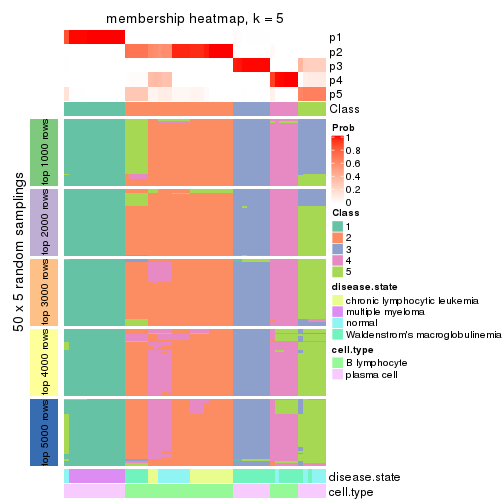 membership heatmap, k = 5
p1
p2
p3
p4
p5
Class
50 x 5 random samplings
top 1000 rows
top 2000 rows
top 3000 rows
top 4000 rows
top 5000 rows
disease.state
cell.type
Prob
1
0.8
0.6
0.4
0.2
0
Class
1
2
3
4
5
disease.state
chronic lymphocytic leukemia
multiple myeloma
normal
Waldenstrom's macroglobulinemia
cell.type
B lymphocyte
plasma cell